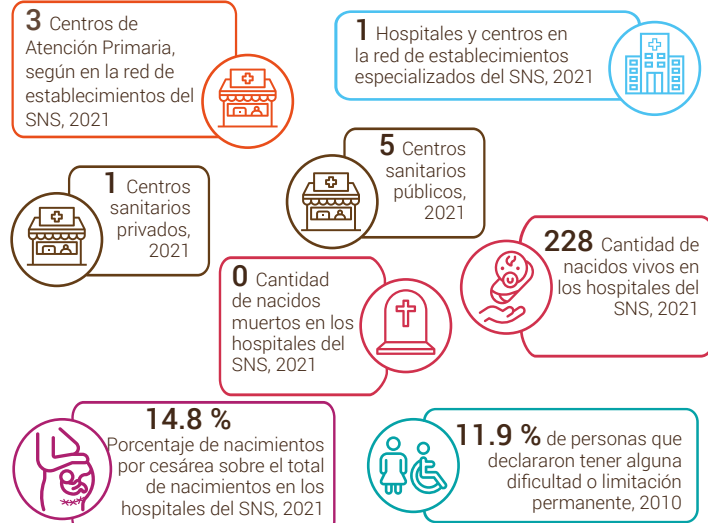 3 Centros de
Atención Primaria,
según en la red de
establecimientos del
SNS, 2021
1 Hospitales y centros en
la red de establecimientos
especializados del SNS, 2021
1 Centros
sanitarios
privados,
2021
5 Centros
sanitarios
públicos,
2021
0 Cantidad
de nacidos
muertos en los
hospitales del
SNS, 2021
228 Cantidad de
nacidos vivos en
los hospitales del
SNS, 2021
14.8 %
Porcentaje de nacimientos
por cesárea sobre el total
de nacimientos en los
hospitales del SNS, 2021
11.9 % de personas que
declararon tener alguna
dificultad o limitación
permanente, 2010